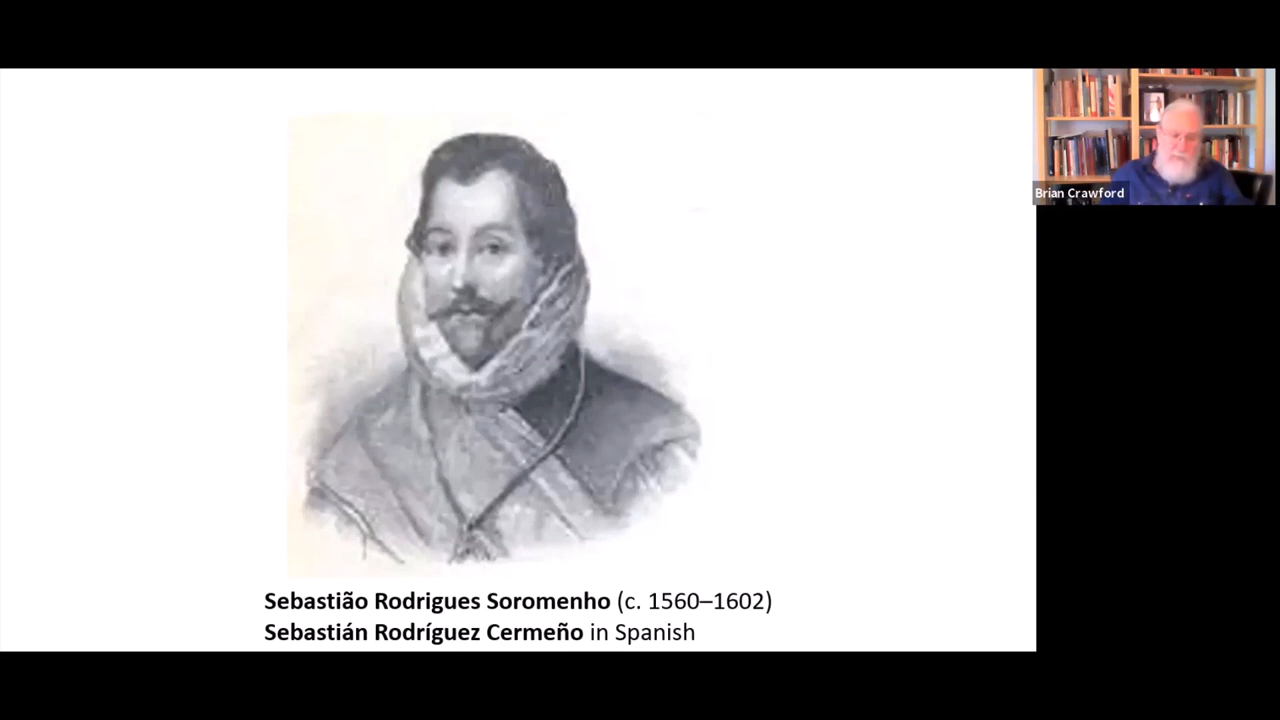 Brian Crawford
Sebastião Rodrigues Soromenho (c. 1560–1602)
Sebastián Rodríguez Cermeño in Spanish